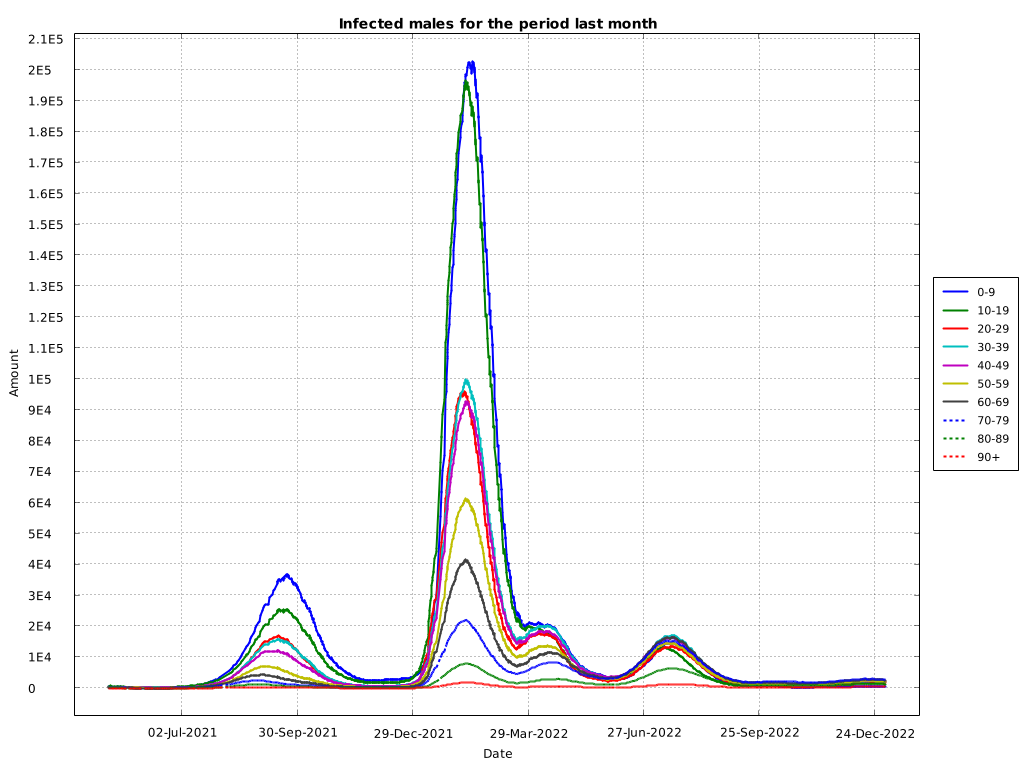 Infected males for the period last month
2.1E5
2E5
1.9E5
1.8E5
1.7E5
1.6E5
1.5E5
1.4E5
1.3E5
1.2E5
1.1E5
1E5
9E4
8E4
7E4
6E4
5E4
4E4
3E4
2E4
1E4
0
Amount
02-Jul-2021
30-Sep-2021
29-Dec-2021
29-Mar-2022
27-Jun-2022
25-Sep-2022
24-Dec-2022
Date
0-9
10-19
20-29
30-39
40-49
50-59
60-69
70-79
80-89
90+